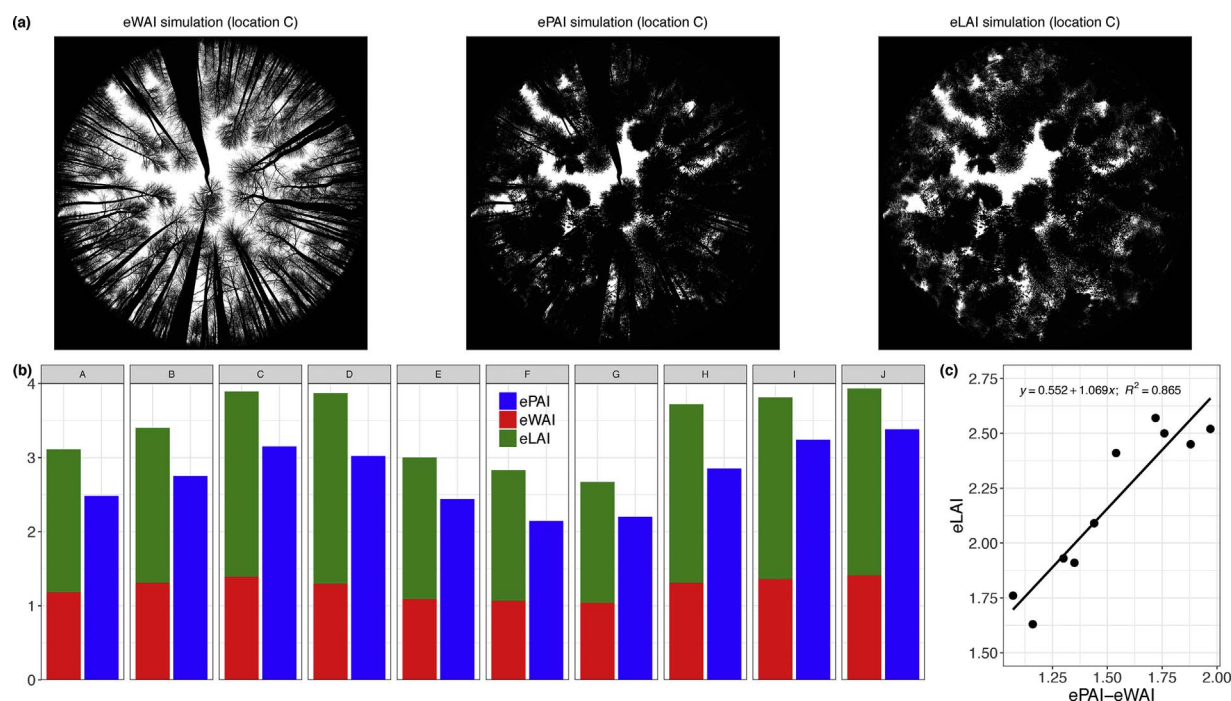 (a)
eWAI simulation (location C)
ePAI simulation (location C)
eLAI simulation (location C)
(b)
A
B
C
D
E
F
G
H
I
J
4
3
2
1
0
ePAI
eWAI
eLAI
(c)
y = 0.552 + 1.069x; R² = 0.865
2.75
2.50
2.25
2.00
1.75
1.50
eLAI
1.25
1.50
1.75
2.00
ePAI−eWAI